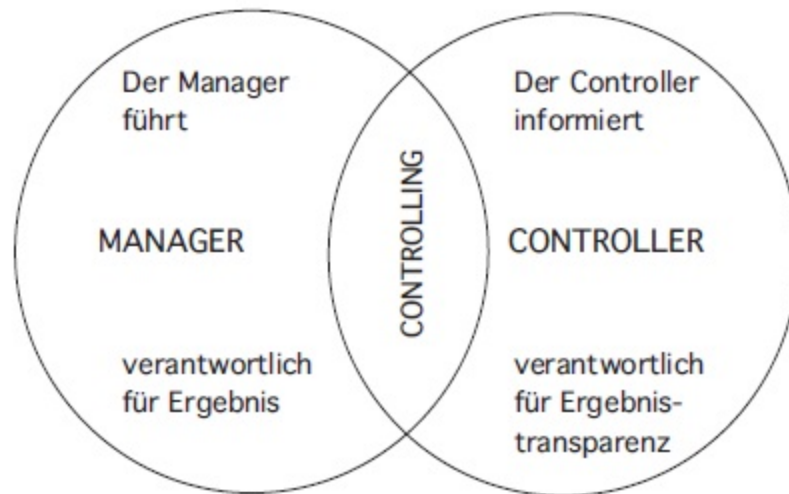 Der Manager
führt
MANAGER
verantwortlich
für Ergebnis
CONTROLLING
Der Controller
informiert
CONTROLLER
verantwortlich
für Ergebnis-
transparenz